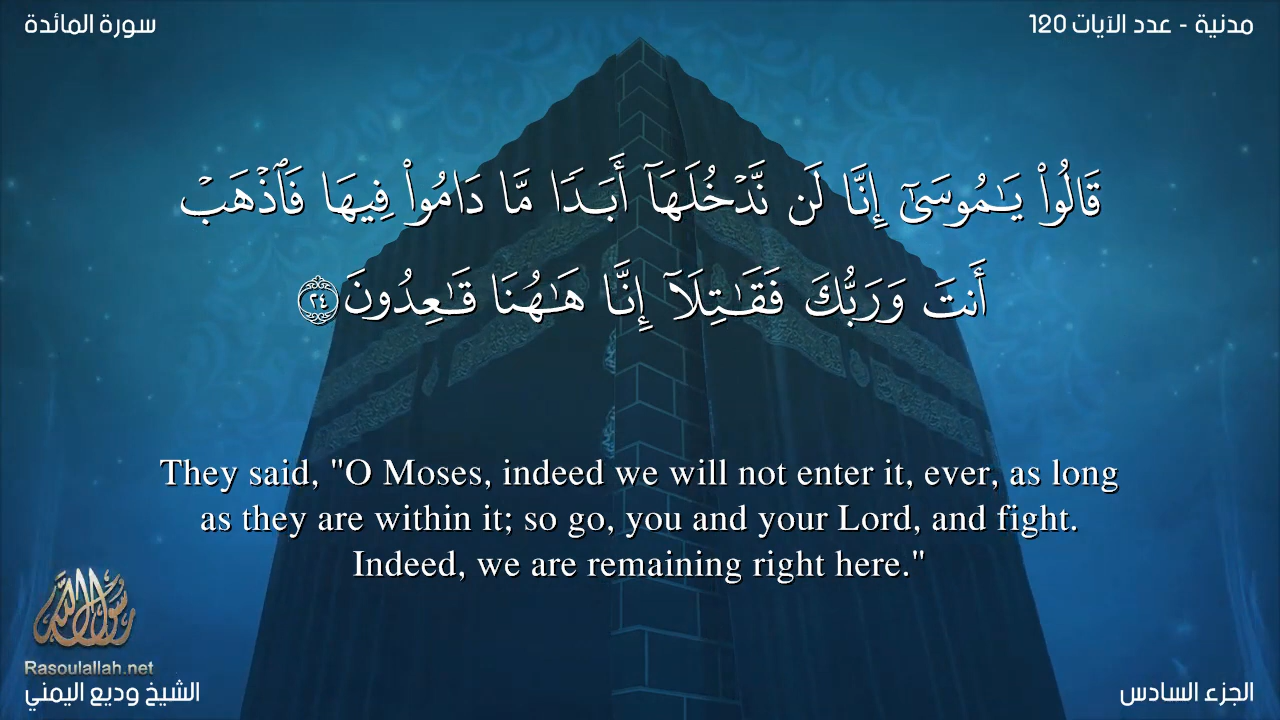 مدنية - عدد الآيات 120
سورة المائدة
قَالُوا۟ يَـٰمُوسَىٰٓ إِنَّا لَن نَّدْخُلَهَآ أَبَدًا مَّا دَامُوا۟ فِيهَا فَٱذْهَبْ
أَنتَ وَرَبُّكَ فَقَـٰتِلَآ إِنَّا هَـٰهُنَا قَـٰعِدُونَ ٢٤
They said, "O Moses, indeed we will not enter it, ever, as long
as they are within it; so go, you and your Lord, and fight.
Indeed, we are remaining right here."
رسول الله
Rasoulallah.net
الجزء السادس
الشيخ وديع اليمني